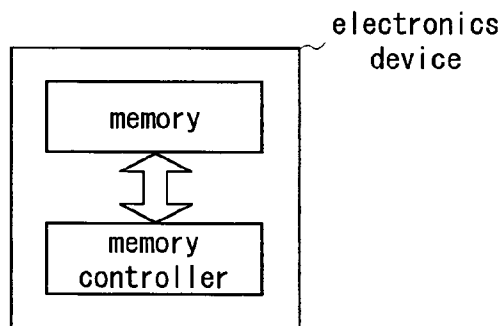 electronics
device
memory
memory
controller